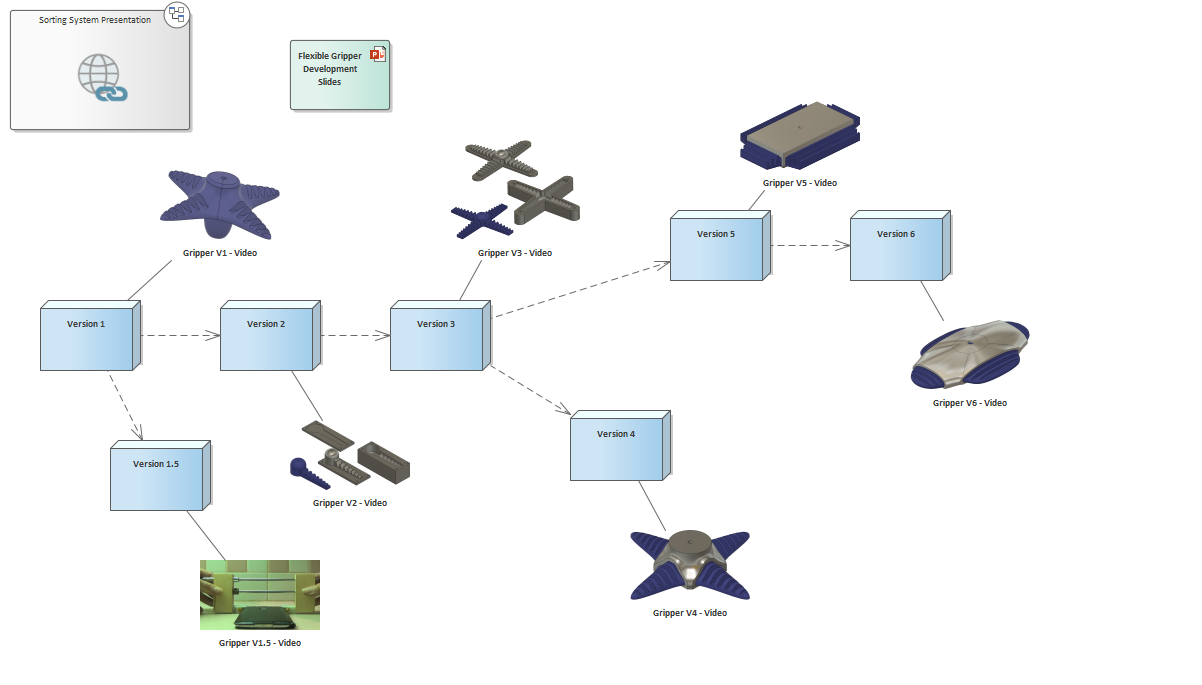 Sorting System Presentation
Flexible Gripper
Development
Slides
P
Gripper V5 - Video
Gripper V1 - Video
Gripper V3 - Video
Version 5
Version 6
Version 1
Version 2
Version 3
Gripper V6 - Video
Version 4
Version 1.5
Gripper V2 - Video
Gripper V4 - Video
Gripper V1.5 - Video